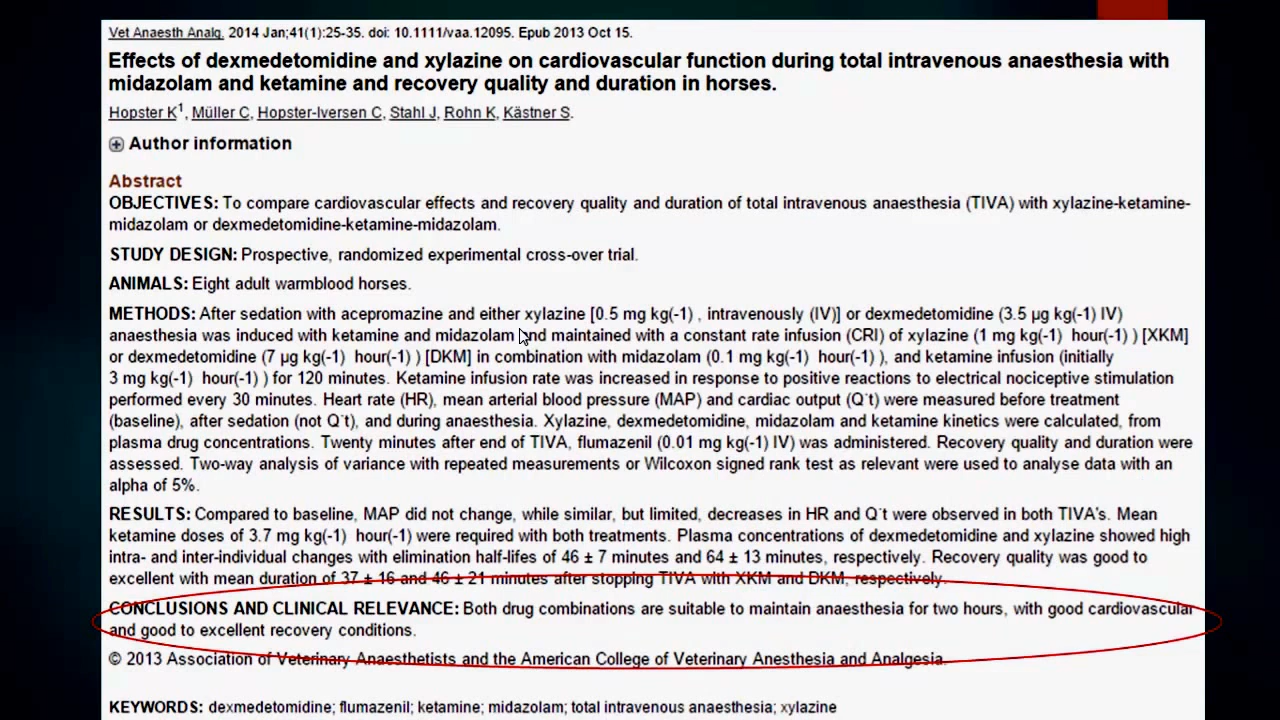 Vet Anaesth Analg. 2014 Jan;41(1):25-35. doi: 10.1111/vaa.12095. Epub 2013 Oct 15.
Effects of dexmedetomidine and xylazine on cardiovascular function during total intravenous anaesthesia with
midazolam and ketamine and recovery quality and duration in horses.
Hopster K1, Müller C, Hopster-Iversen C, Stahl J, Rohn K, Kästner S.
Author information
Abstract
OBJECTIVES: To compare cardiovascular effects and recovery quality and duration of total intravenous anaesthesia (TIVA) with xylazine-ketamine-
midazolam or dexmedetomidine-ketamine-midazolam.
STUDY DESIGN: Prospective, randomized experimental cross-over trial.
ANIMALS: Eight adult warmblood horses.
METHODS: After sedation with acepromazine and either xylazine [0.5 mg kg(-1) , intravenously (IV)] or dexmedetomidine (3.5 µg kg(-1) IV)
anaesthesia was induced with ketamine and midazolam and maintained with a constant rate infusion (CRI) of xylazine (1 mg kg(-1) hour(-1) ) [XKM]
or dexmedetomidine (7 µg kg(-1) hour(-1) ) [DKM] in combination with midazolam (0.1 mg kg(-1) hour(-1) ), and ketamine infusion (initially
3 mg kg(-1) hour(-1) ) for 120 minutes. Ketamine infusion rate was increased in response to positive reactions to electrical nociceptive stimulation
performed every 30 minutes. Heart rate (HR), mean arterial blood pressure (MAP) and cardiac output (Q˙t) were measured before treatment
(baseline), after sedation (not Q˙t), and during anaesthesia. Xylazine, dexmedetomidine, midazolam and ketamine kinetics were calculated, from
plasma drug concentrations. Twenty minutes after end of TIVA, flumazenil (0.01 mg kg(-1) IV) was administered. Recovery quality and duration were
assessed. Two-way analysis of variance with repeated measurements or Wilcoxon signed rank test as relevant were used to analyse data with an
alpha of 5%.
RESULTS: Compared to baseline, MAP did not change, while similar, but limited, decreases in HR and Q˙t were observed in both TIVA's. Mean
ketamine doses of 3.7 mg kg(-1) hour(-1) were required with both treatments. Plasma concentrations of dexmedetomidine and xylazine showed high
intra- and inter-individual changes with elimination half-lifes of 46 ± 7 minutes and 64 ± 13 minutes, respectively. Recovery quality was good to
excellent with mean duration of 37 ± 16 and 46 ± 21 minutes after stopping TIVA with XKM and DKM, respectively.
CONCLUSIONS AND CLINICAL RELEVANCE: Both drug combinations are suitable to maintain anaesthesia for two hours, with good cardiovascular
and good to excellent recovery conditions.
© 2013 Association of Veterinary Anaesthetists and the American College of Veterinary Anesthesia and Analgesia.
KEYWORDS: dexmedetomidine; flumazenil; ketamine; midazolam; total intravenous anaesthesia; xylazine